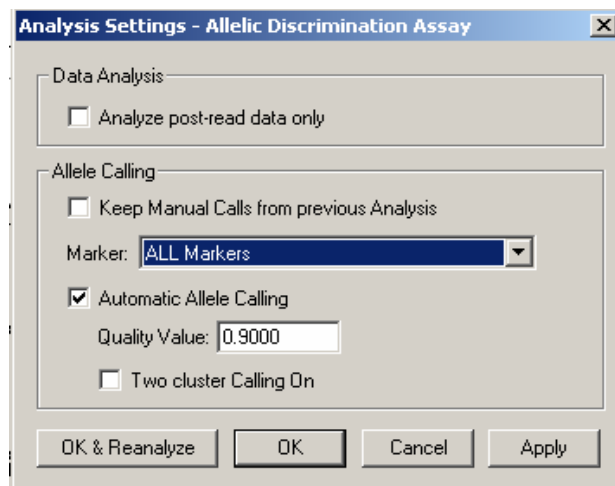 Analysis Settings - Allelic Discrimination Assay
Data Analysis
Analyze post-read data only
Allele Calling
Keep Manual Calls from previous Analysis
Marker: ALL Markers
Automatic Allele Calling
Quality Value: 0.9000
Two cluster Calling On
OK & Reanalyze OK Cancel Apply